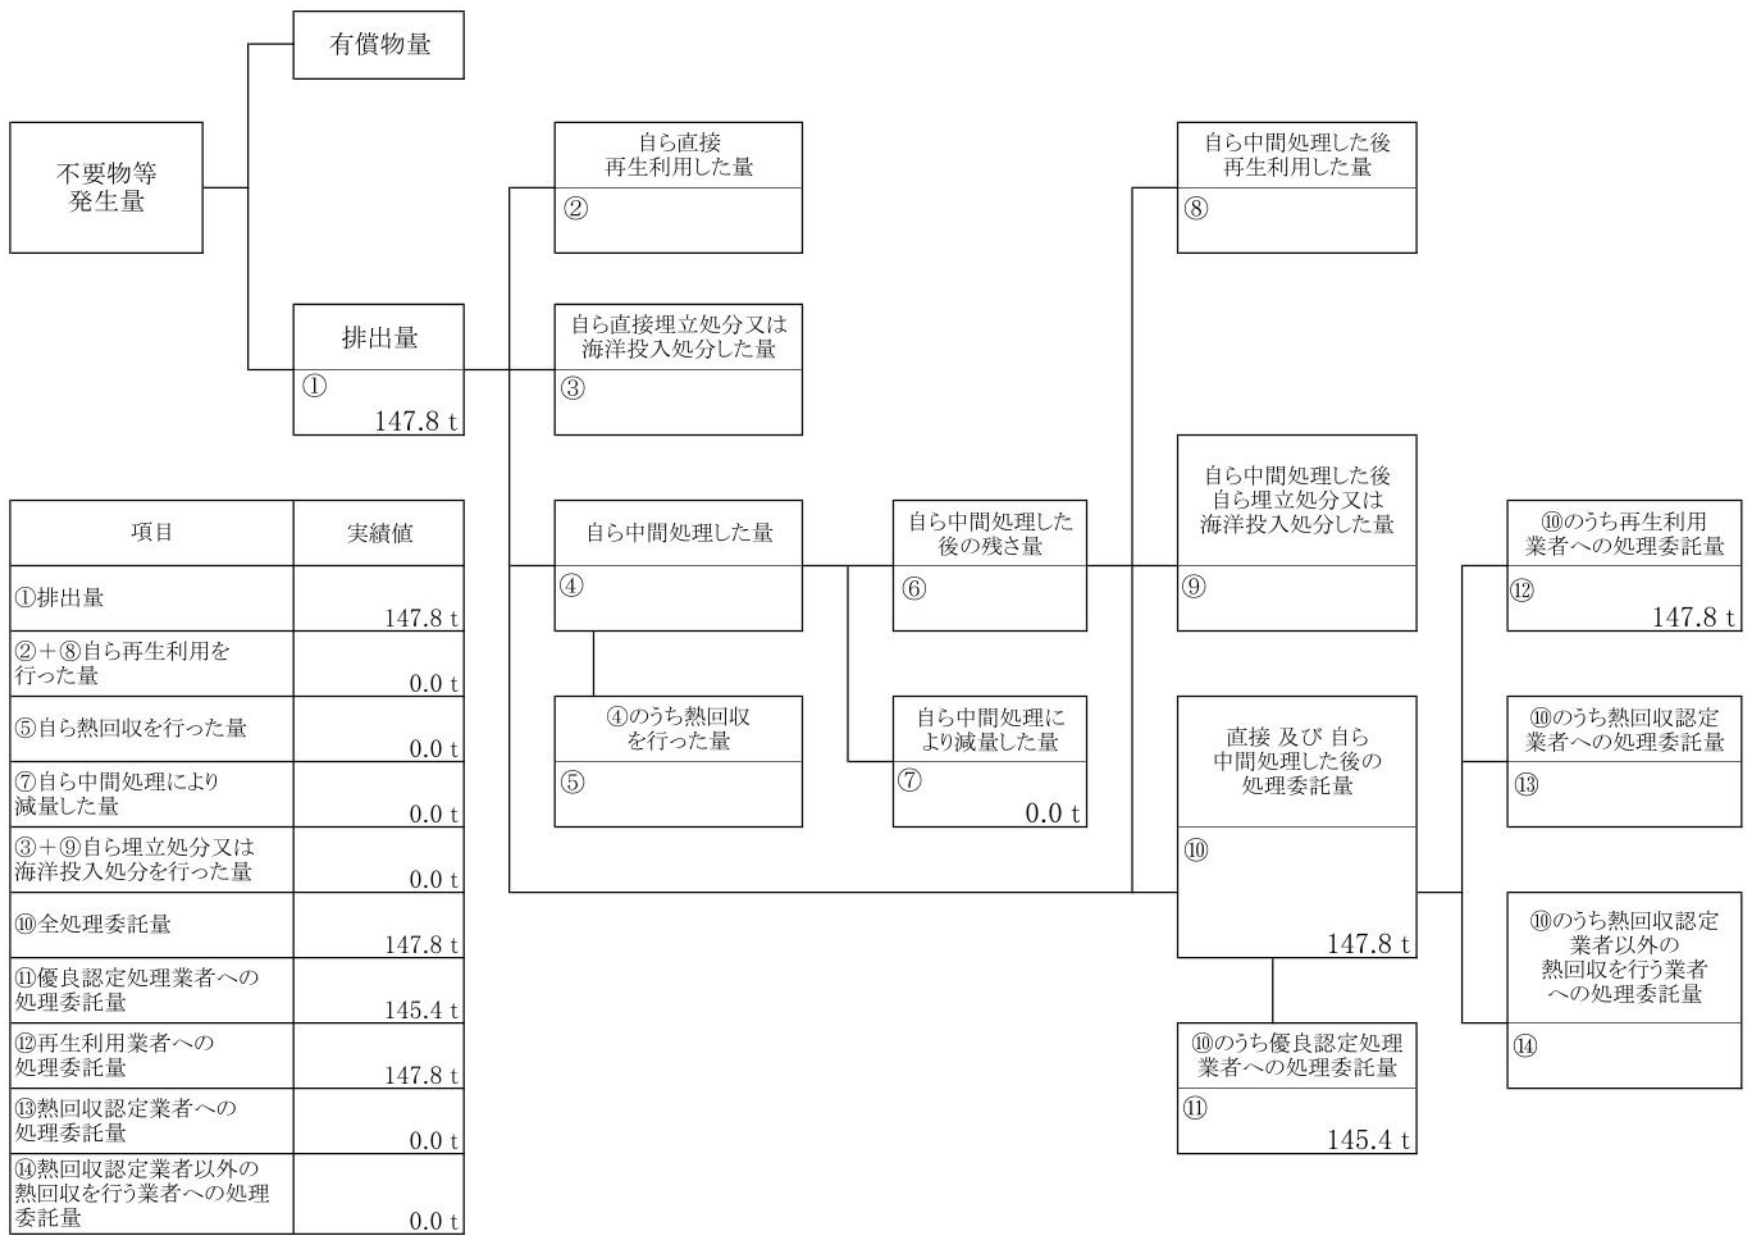 有償物量
不要物等
発生量
自ら直接
再生利用した量
②
自ら中間処理した後
再生利用した量
⑧
排出量
①
147.8 t
自ら直接埋立処分又は
海洋投入処分した量
③
自ら中間処理した量
④
自ら中間処理した
後の残さ量
⑥
自ら中間処理した後
自ら埋立処分又は
海洋投入処分した量
⑨
⑩のうち再生利用
業者への処理委託量
⑫
147.8 t
④のうち熱回収
を行った量
⑤
自ら中間処理に
より減量した量
⑦
0.0 t
直接 及び 自ら
中間処理した後の
処理委託量
⑩
147.8 t
⑩のうち熱回収認定
業者への処理委託量
⑬
⑩のうち熱回収認定
業者以外の
熱回収を行う業者
への処理委託量
⑭
⑩のうち優良認定処理
業者への処理委託量
⑪
145.4 t
項目 実績値
①排出量
147.8 t
②+⑧自ら再生利用を
行った量
0.0 t
⑤自ら熱回収を行った量
0.0 t
⑦自ら中間処理により
減量した量
0.0 t
③+⑨自ら埋立処分又は
海洋投入処分を行った量
0.0 t
⑩全処理委託量
147.8 t
⑪優良認定処理業者への
処理委託量
145.4 t
⑫再生利用業者への
処理委託量
147.8 t
⑬熱回収認定業者への
処理委託量
0.0 t
⑭熱回収認定業者以外の
熱回収を行う業者への処理
委託量
0.0 t